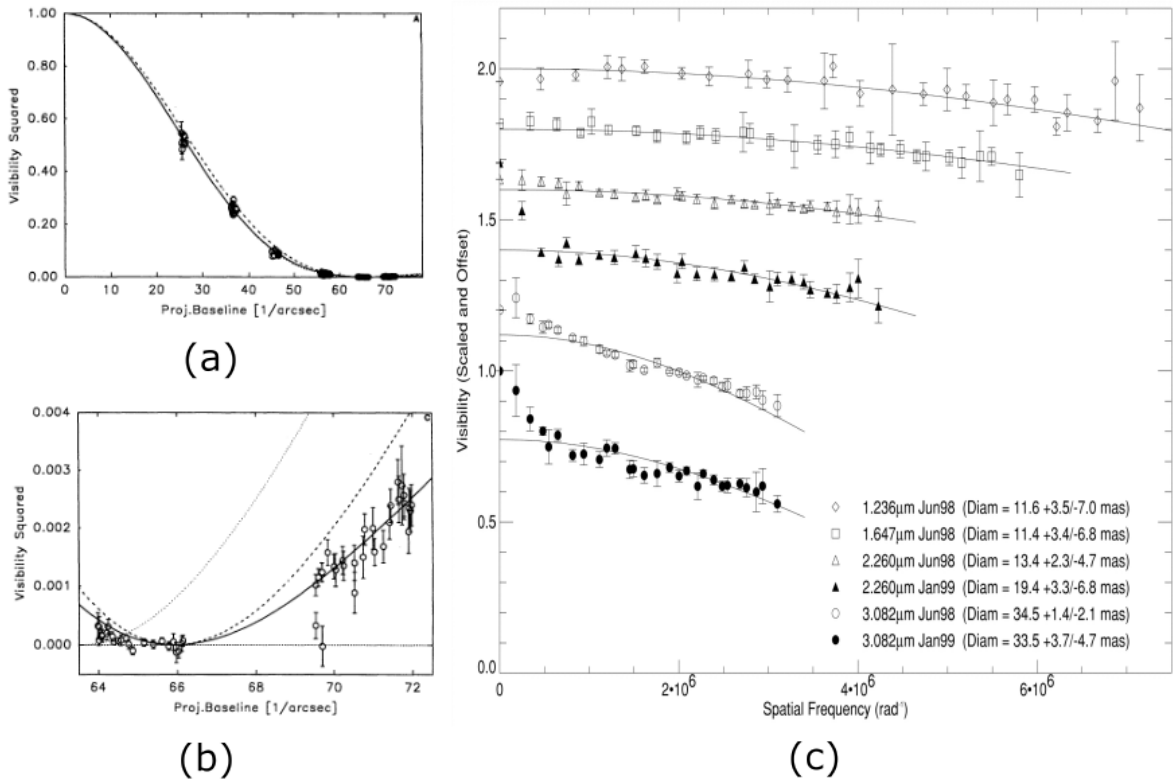 A
1.00
0.80
0.60
0.40
0.20
0.00
Visibility Squared
0 10 20 30 40 50 60 70
Proj.Baseline [1/arcsec]
(a)
C
0.004
0.003
0.002
0.001
0.000
Visibility Squared
64 66 68 70 72
Proj.Baseline [1/arcsec]
(b)
2.0
1.5
1.0
0.5
0.0
Visibility (Scaled and Offset)
1.236μm Jun98 (Diam = 11.6 +3.5/-7.0 mas)
1.647μm Jun98 (Diam = 11.4 +3.4/-6.8 mas)
2.260μm Jun98 (Diam = 13.4 +2.3/-4.7 mas)
2.260μm Jan99 (Diam = 19.4 +3.3/-6.8 mas)
3.082μm Jun98 (Diam = 34.5 +1.4/-2.1 mas)
3.082μm Jan99 (Diam = 33.5 +3.7/-4.7 mas)
0 2•10⁶ 4•10⁶ 6•10⁶
Spatial Frequency (rad⁻¹)
(c)